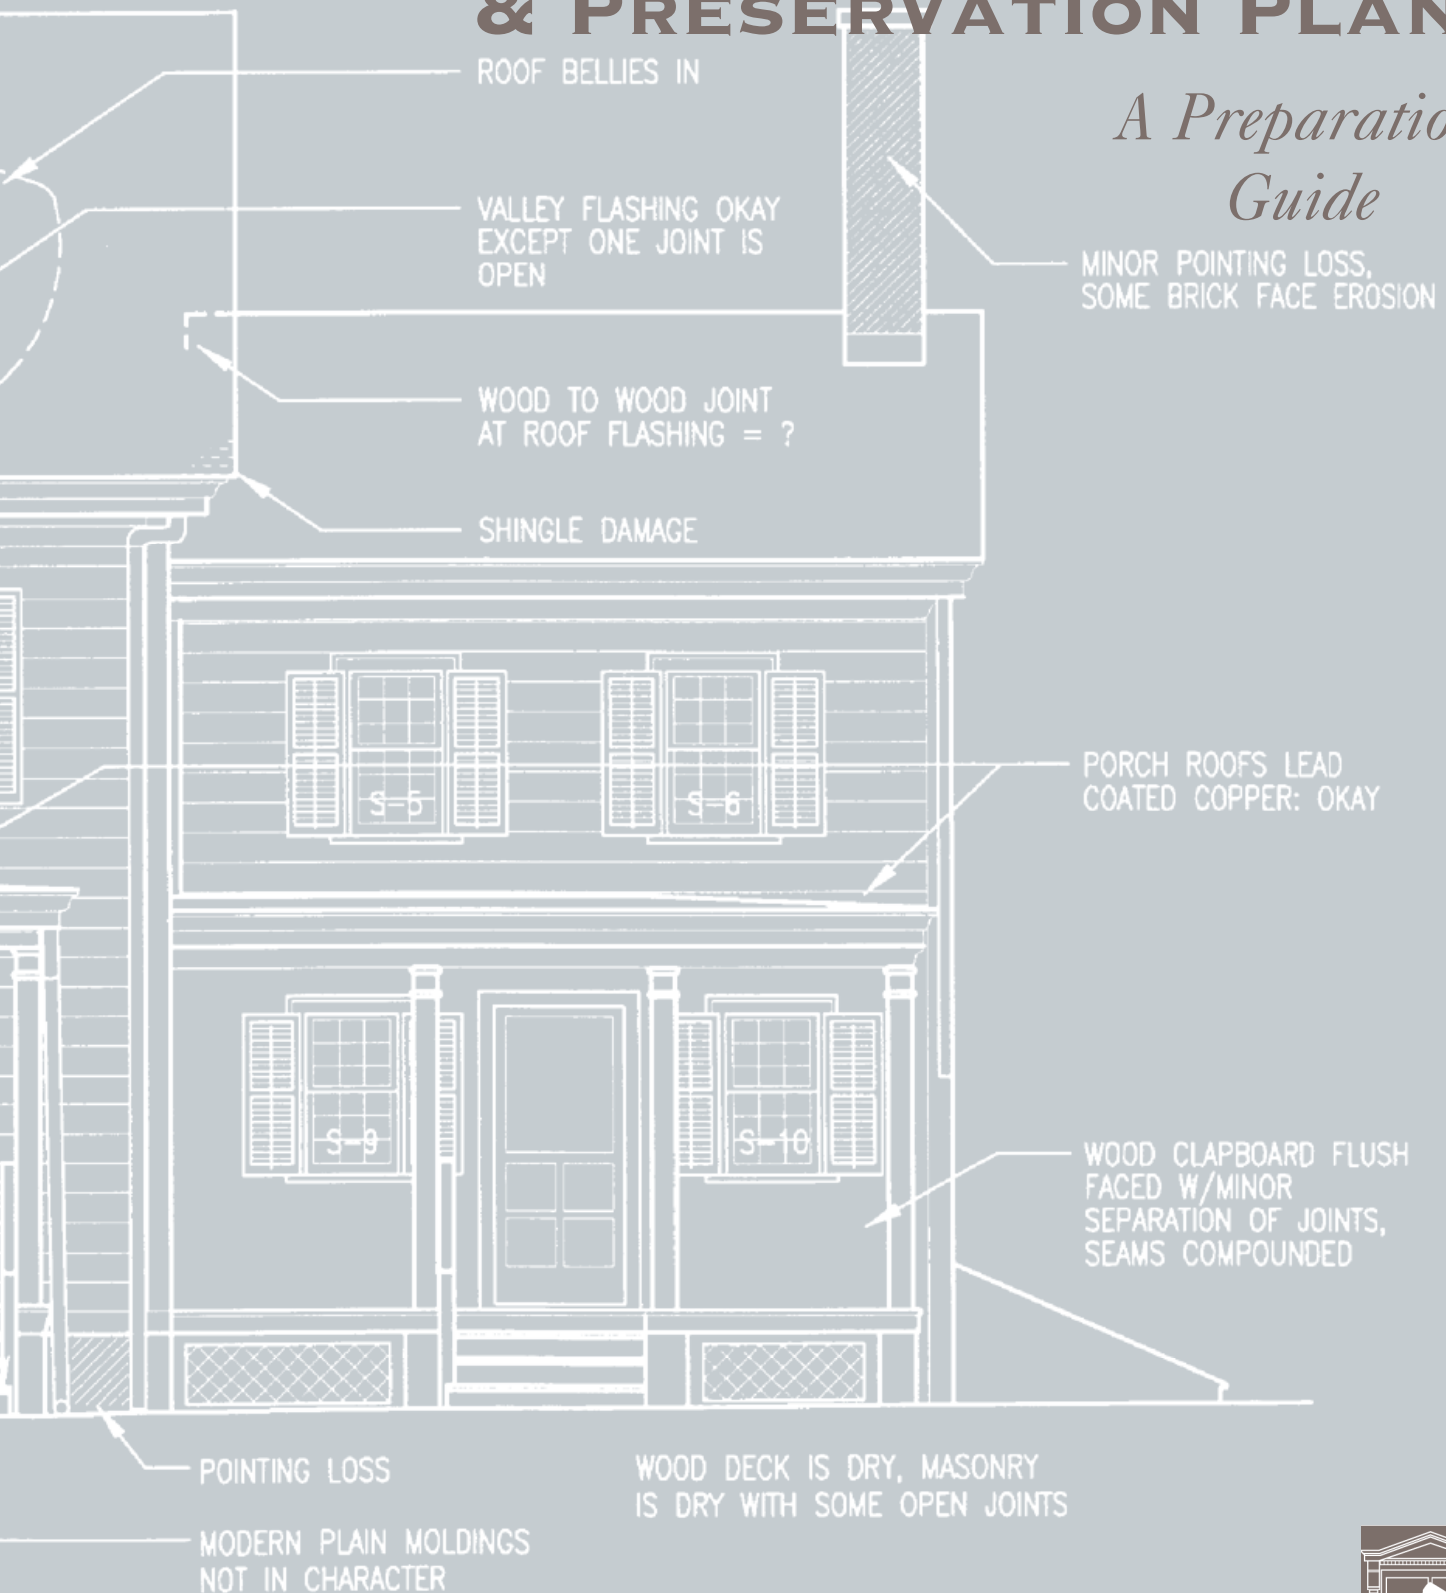 & PRESERVATION PLAN
A Preparatio
Guide
ROOF BELLIES IN
VALLEY FLASHING OKAY
EXCEPT ONE JOINT IS
OPEN
MINOR POINTING LOSS,
SOME BRICK FACE EROSION
WOOD TO WOOD JOINT
AT ROOF FLASHING = ?
SHINGLE DAMAGE
S-5
S-6
PORCH ROOFS LEAD
COATED COPPER: OKAY
S-9
S-10
WOOD CLAPBOARD FLUSH
FACED W/MINOR
SEPARATION OF JOINTS,
SEAMS COMPOUNDED
POINTING LOSS
WOOD DECK IS DRY, MASONRY
IS DRY WITH SOME OPEN JOINTS
MODERN PLAIN MOLDINGS
NOT IN CHARACTER